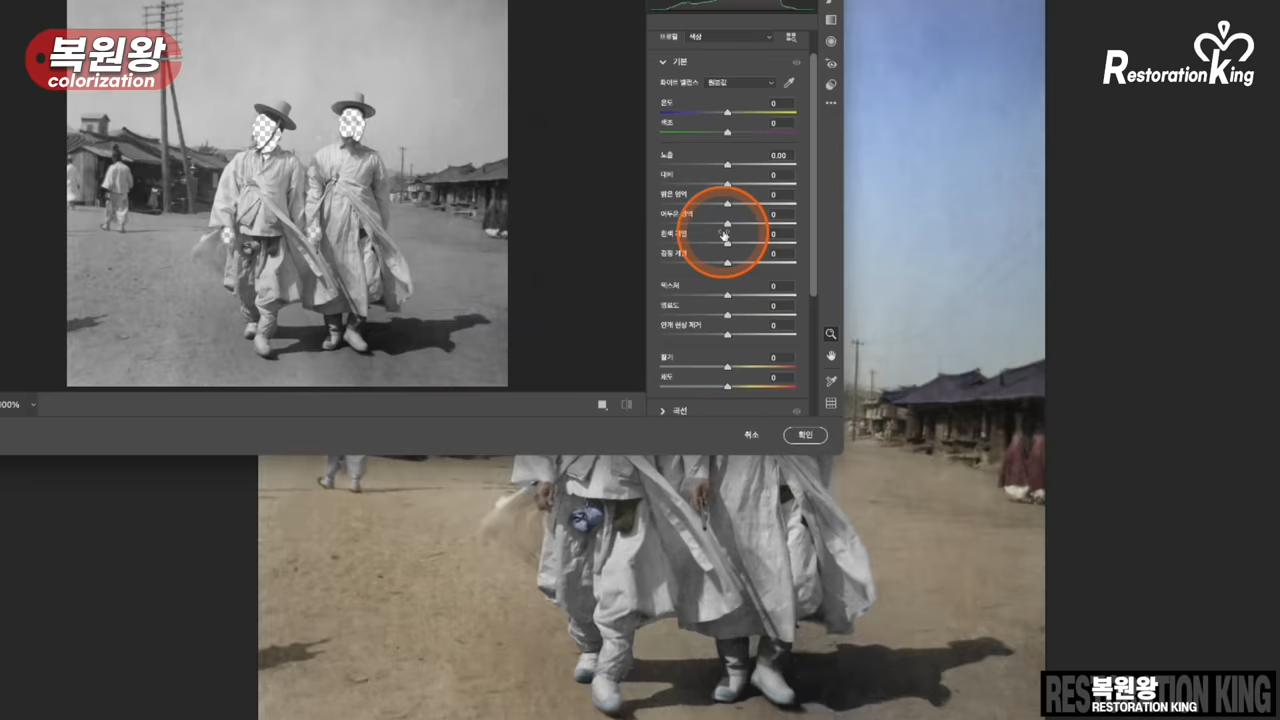 복원왕
colorization
Restoration King
프로필 색상
기본
화이트 밸런스 원본값
온도 0
색조 0
노출 0.00
대비 0
밝은 영역 0
어두운 영역 0
흰색 계열 0
검정 계열 0
텍스처 0
명료도 0
연개 현상 제거 0
활기 0
채도 0
곡선
00%
취소
확인
복원왕
RESTORATION KING